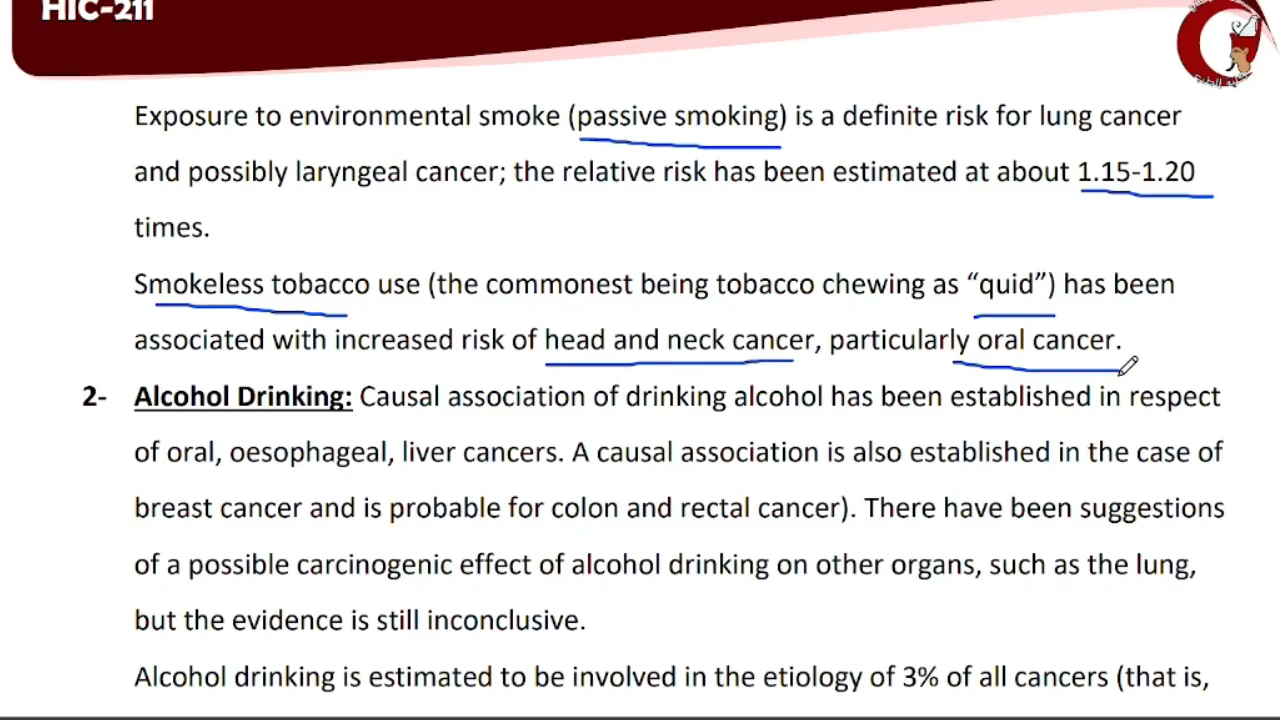 HIC-211
Exposure to environmental smoke (passive smoking) is a definite risk for lung cancer
and possibly laryngeal cancer; the relative risk has been estimated at about 1.15-1.20
times.
Smokeless tobacco use (the commonest being tobacco chewing as “quid”) has been
associated with increased risk of head and neck cancer, particularly oral cancer.
2- Alcohol Drinking: Causal association of drinking alcohol has been established in respect
of oral, oesophageal, liver cancers. A causal association is also established in the case of
breast cancer and is probable for colon and rectal cancer). There have been suggestions
of a possible carcinogenic effect of alcohol drinking on other organs, such as the lung,
but the evidence is still inconclusive.
Alcohol drinking is estimated to be involved in the etiology of 3% of all cancers (that is,